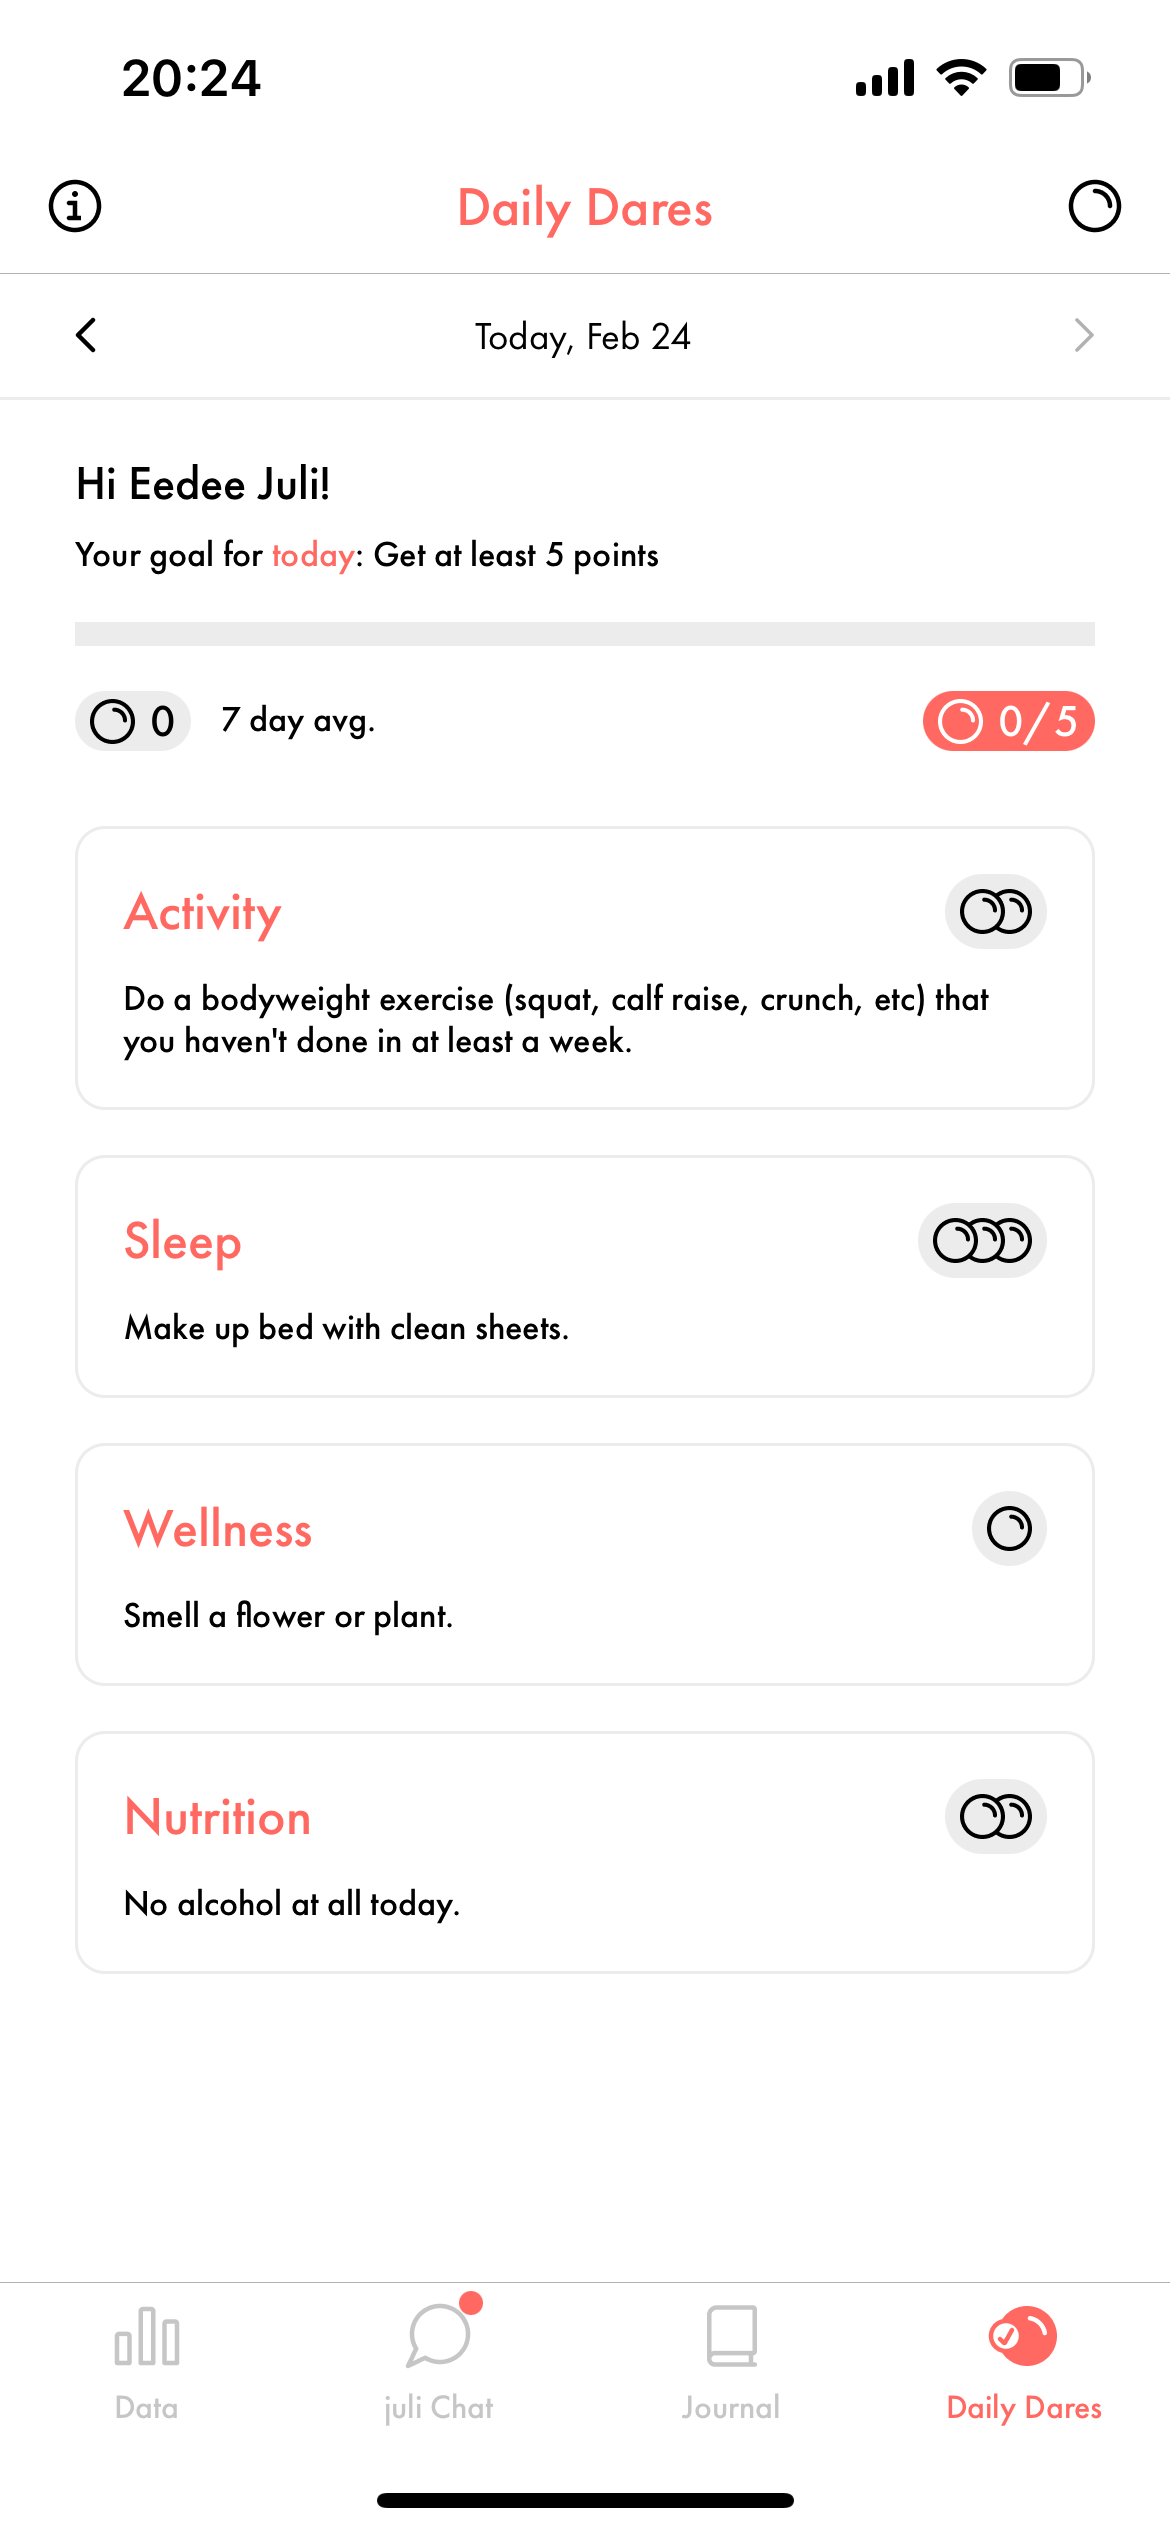 20:24
Daily Dares
Today, Feb 24
Hi Eedee Juli!
Your goal for today: Get at least 5 points
0 7 day avg. 0/5
Activity
Do a bodyweight exercise (squat, calf raise, crunch, etc) that
you haven't done in at least a week.
Sleep
Make up bed with clean sheets.
Wellness
Smell a flower or plant.
Nutrition
No alcohol at all today.
Data juli Chat Journal Daily Dares